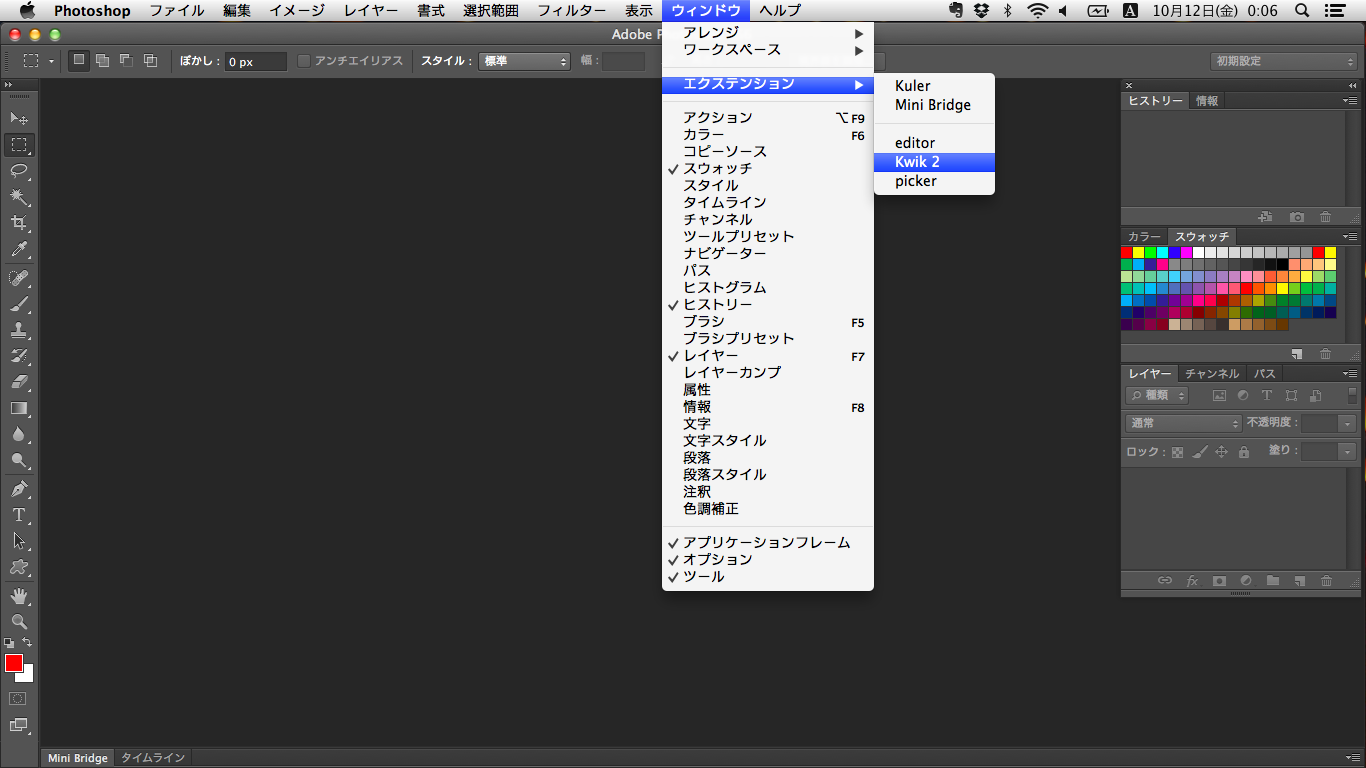 Photoshop ファイル 編集 イメージ レイヤー 書式 選択範囲 フィルター 表示 ウィンドウ ヘルプ A 10月12日(金) 0:06
Adobe P
ぼかし: 0 px アンチエイリアス スタイル: 標準 幅: 初期設定
アレンジ
ワークスペース
エクステンション
アクション ⌥F9
カラー F6
コピーソース
スウォッチ
スタイル
タイムライン
チャンネル
ツールプリセット
ナビゲーター
パス
ヒストグラム
ヒストリー
ブラシ F5
ブラシプリセット
レイヤー F7
レイヤーカンプ
属性
情報 F8
文字
文字スタイル
段落
段落スタイル
注釈
色調補正
アプリケーションフレーム
オプション
ツール
Kuler
Mini Bridge
editor
Kwik 2
picker
ヒストリー 情報
カラー スウォッチ
レイヤー チャンネル パス
種類
通常 不透明度:
ロック: 塗り:
Mini Bridge タイムライン